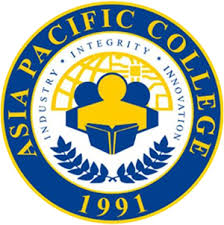 ASIA PACIFIC COLLEGE
INDUSTRY · INTEGRITY · INNOVATION
1991